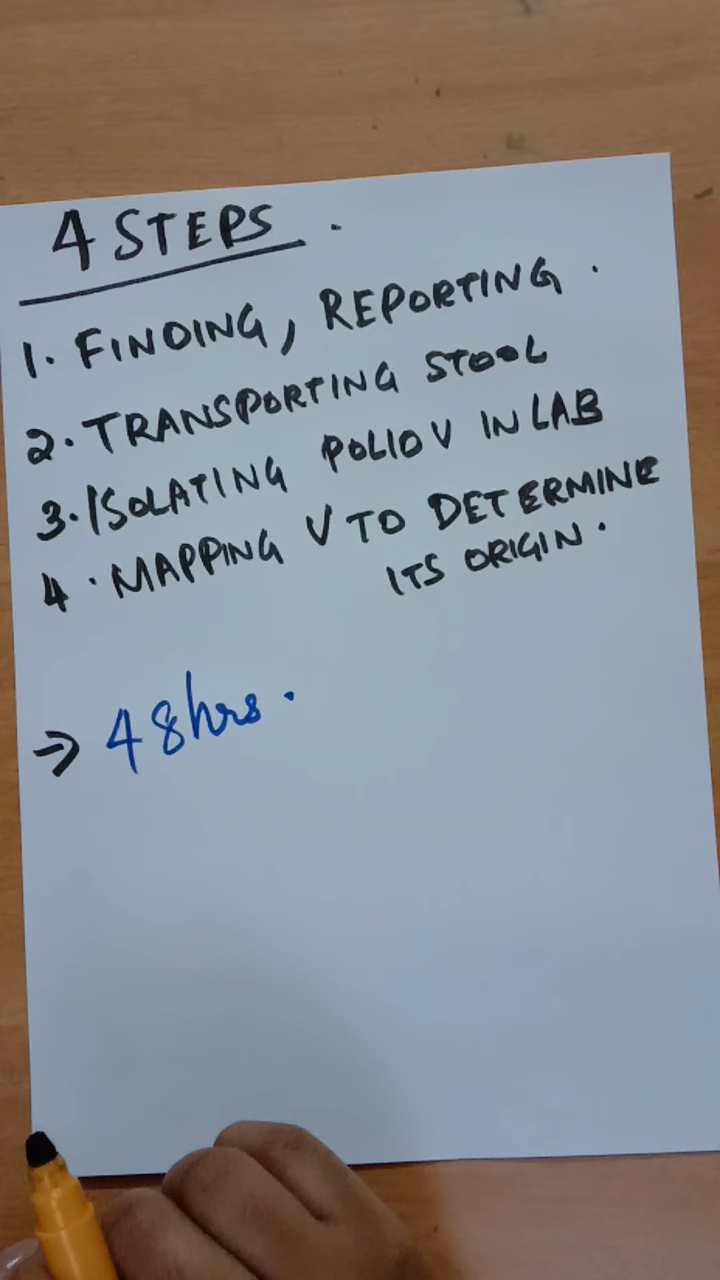 4 STEPS.
1. FINDING, REPORTING.
2. TRANSPORTING STOOL
3. ISOLATING POLIO V IN LAB
4. MAPPING V TO DETERMINE
ITS ORIGIN.
→ 48hrs.